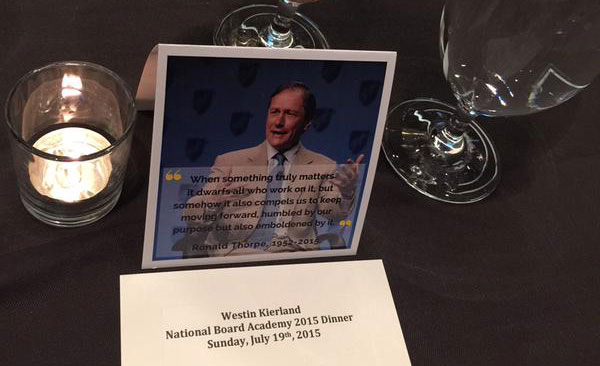 “ When something truly matters
it dwarfs all who work on it, but
somehow it also compels us to keep
moving forward, humbled by our
purpose but also emboldened by it. ”
Ronald Thorpe, 1952-2015
Westin Kierland
National Board Academy 2015 Dinner
Sunday, July 19th, 2015